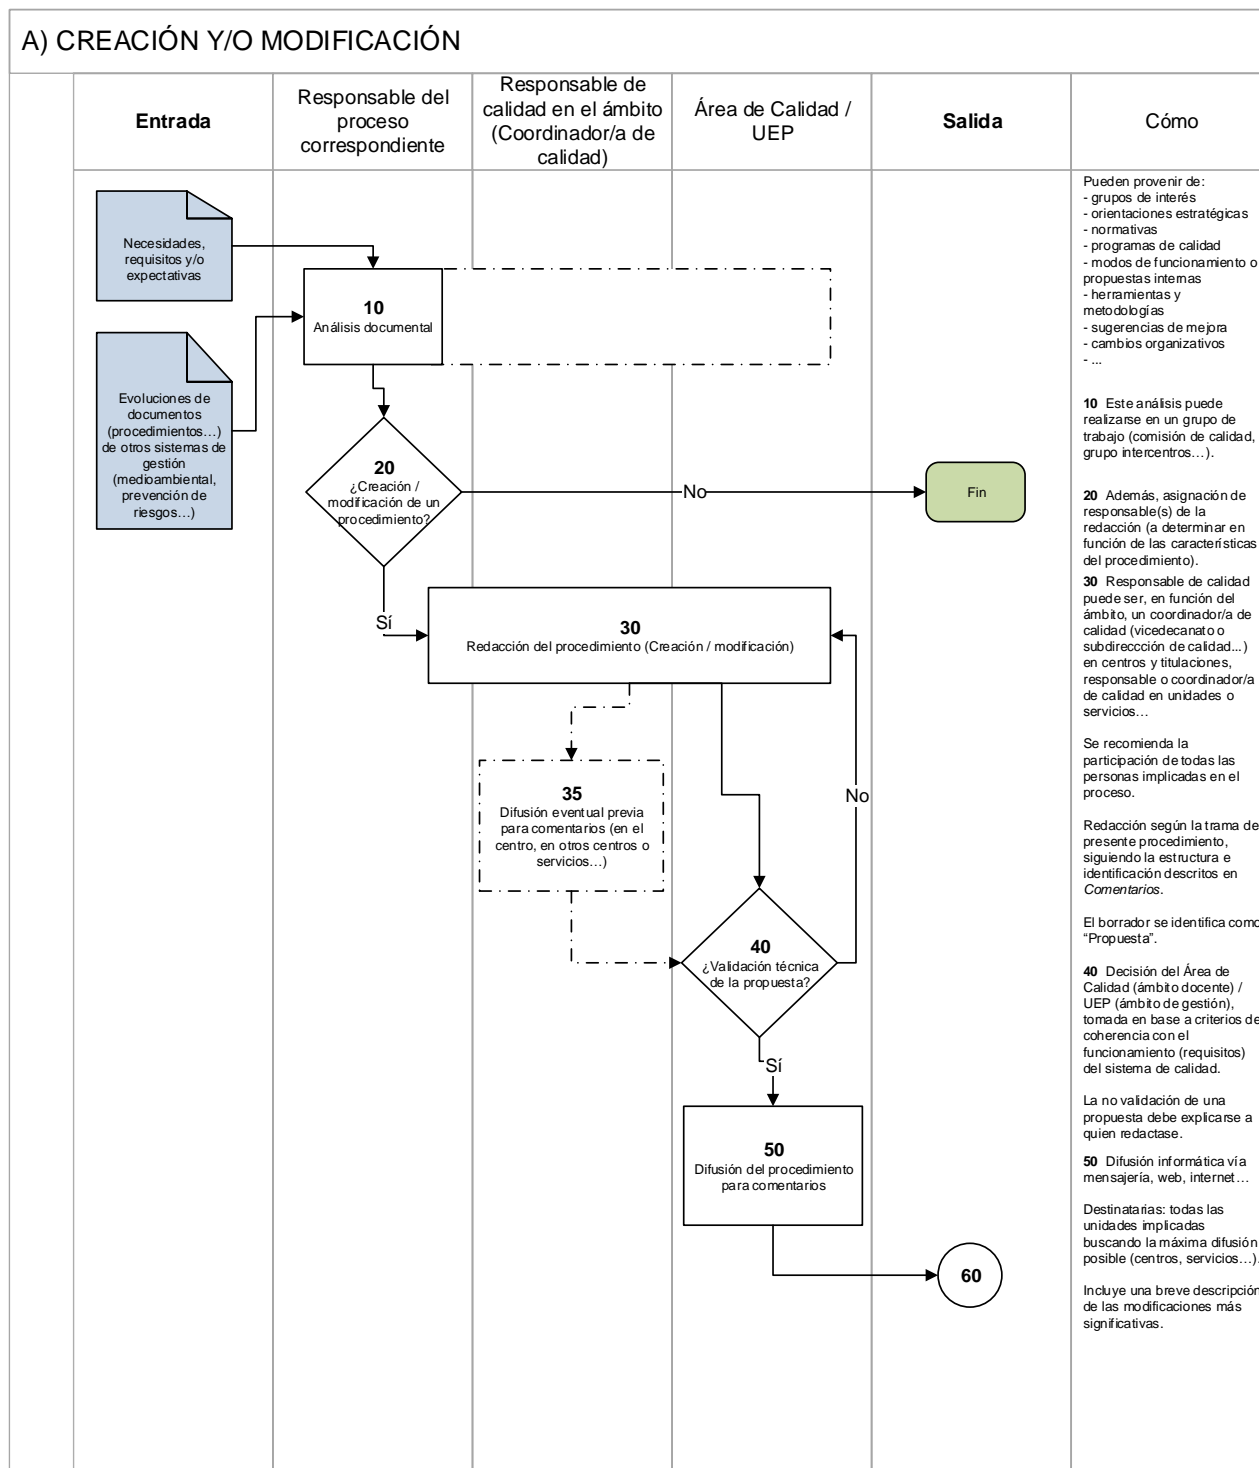 A) CREACIÓN Y/O MODIFICACIÓN
Entrada
Responsable del
proceso
correspondiente
Responsable de
calidad en el ámbito
(Coordinador/a de
calidad)
Área de Calidad /
UEP
Salida
Cómo
Necesidades,
requisitos y/o
expectativas
Evoluciones de
documentos
(procedimientos…)
de otros sistemas de
gestión
(medioambiental,
prevención de
riesgos…)
10
Análisis documental
20
¿Creación /
modificación de un
procedimiento?
No
Fin
Sí
30
Redacción del procedimiento (Creación / modificación)
35
Difusión eventual previa
para comentarios (en el
centro, en otros centros o
servicios…)
No
40
¿Validación técnica
de la propuesta?
Sí
50
Difusión del procedimiento
para comentarios
60
Pueden provenir de:
- grupos de interés
- orientaciones estratégicas
- normativas
- programas de calidad
- modos de funcionamiento o
propuestas internas
- herramientas y
metodologías
- sugerencias de mejora
- cambios organizativos
- ...
10 Este análisis puede
realizarse en un grupo de
trabajo (comisión de calidad,
grupo intercentros…).
20 Además, asignación de
responsable(s) de la
redacción (a determinar en
función de las características
del procedimiento).
30 Responsable de calidad
puede ser, en función del
ámbito, un coordinador/a de
calidad (vicedecanato o
subdireccción de calidad...)
en centros y titulaciones,
responsable o coordinador/a
de calidad en unidades o
servicios…
Se recomienda la
participación de todas las
personas implicadas en el
proceso.
Redacción según la trama de
presente procedimiento,
siguiendo la estructura e
identificación descritos en
Comentarios.
El borrador se identifica como
“Propuesta”.
40 Decisión del Área de
Calidad (ámbito docente) /
UEP (ámbito de gestión),
tomada en base a criterios de
coherencia con el
funcionamiento (requisitos)
del sistema de calidad.
La no validación de una
propuesta debe explicarse a
quien redactase.
50 Difusión informática vía
mensajería, web, internet…
Destinatarias: todas las
unidades implicadas
buscando la máxima difusión
posible (centros, servicios…).
Incluye una breve descripción
de las modificaciones más
significativas.